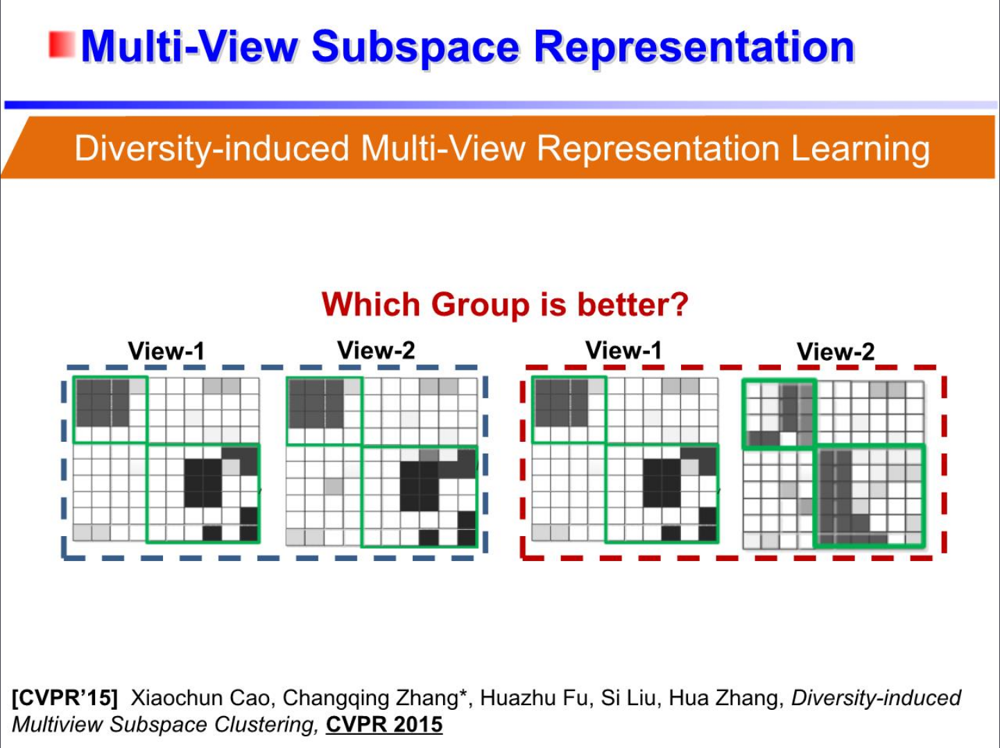 Multi-View Subspace Representation
Diversity-induced Multi-View Representation Learning
Which Group is better?
View-1 View-2 View-1 View-2
[CVPR’15] Xiaochun Cao, Changqing Zhang*, Huazhu Fu, Si Liu, Hua Zhang, Diversity-induced
Multiview Subspace Clustering, CVPR 2015